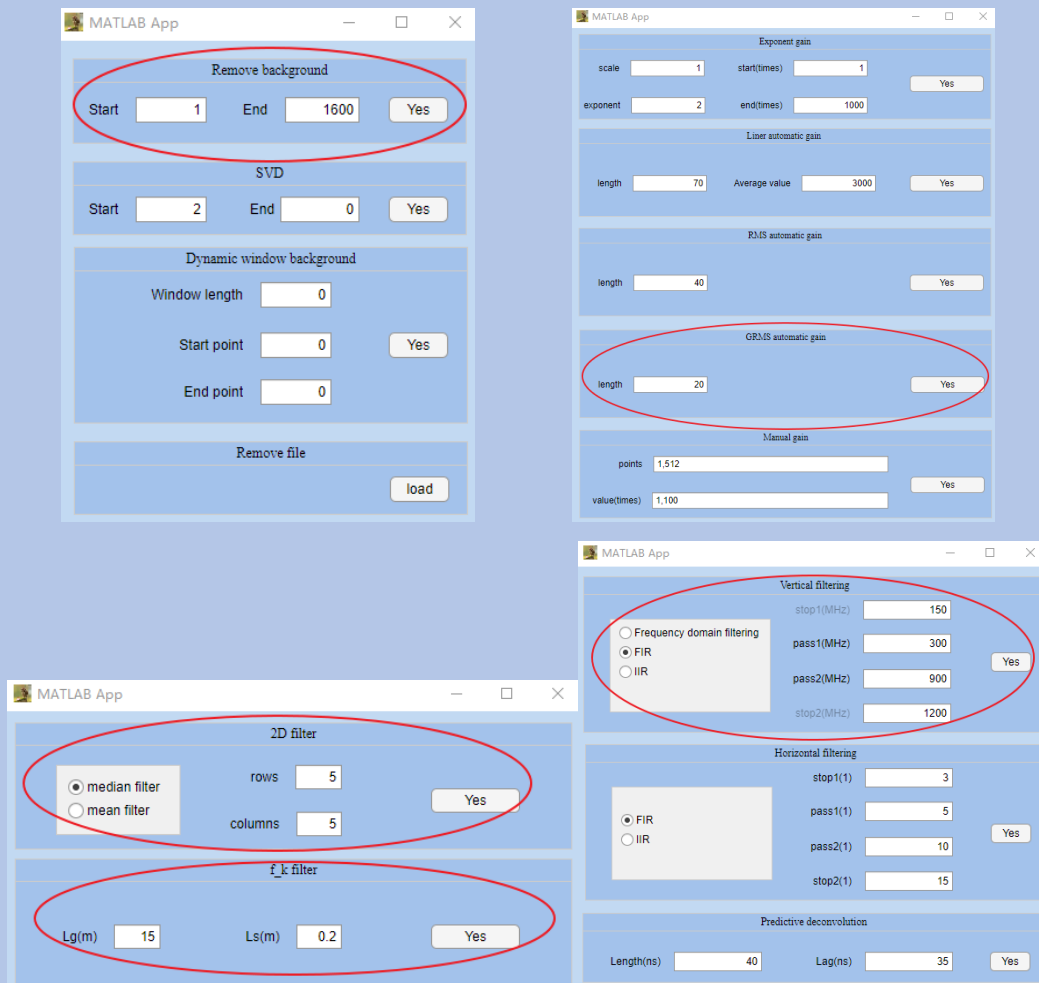 MATLAB App
Remove background
Start 1 End 1600 Yes
SVD
Start 2 End 0 Yes
Dynamic window background
Window length 0
Start point 0 Yes
End point 0
Remove file
load
MATLAB App
Exponent gain
scale 1 start(times) 1
Yes
exponent 2 end(times) 1000
Liner automatic gain
length 70 Average value 3000 Yes
RMS automatic gain
length 40 Yes
GRMS automatic gain
length 20 Yes
Manual gain
points 1,512
Yes
value(times) 1,100
MATLAB App
2D filter
median filter
mean filter
rows 5
Yes
columns 5
f_k filter
Lg(m) 15 Ls(m) 0.2 Yes
MATLAB App
Vertical filtering
Frequency domain filtering
FIR
IIR
stop1(MHz) 150
pass1(MHz) 300
Yes
pass2(MHz) 900
stop2(MHz) 1200
Horizontal filtering
FIR
IIR
stop1(1) 3
pass1(1) 5
Yes
pass2(1) 10
stop2(1) 15
Predictive deconvolution
Length(ns) 40 Lag(ns) 35 Yes